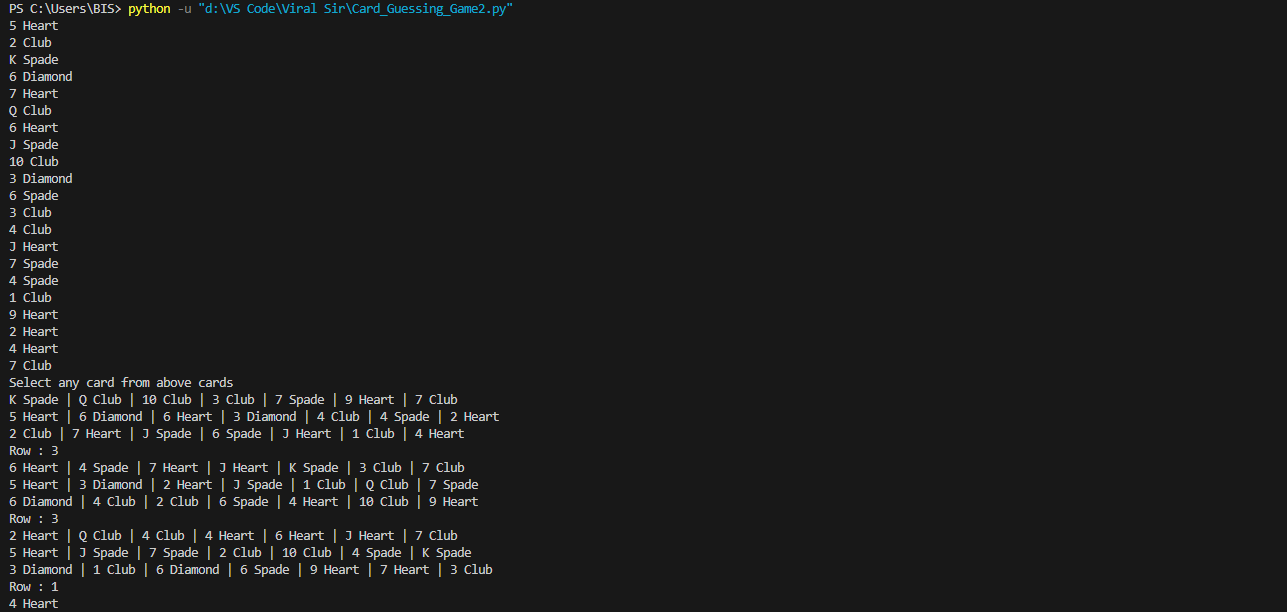 PS C:\Users\BIS> python -u "d:\VS Code\Viral Sir\Card_Guessing_Game2.py"
5 Heart
2 Club
K Spade
6 Diamond
7 Heart
Q Club
6 Heart
J Spade
10 Club
3 Diamond
6 Spade
3 Club
4 Club
J Heart
7 Spade
4 Spade
1 Club
9 Heart
2 Heart
4 Heart
7 Club
Select any card from above cards
K Spade | Q Club | 10 Club | 3 Club | 7 Spade | 9 Heart | 7 Club
5 Heart | 6 Diamond | 6 Heart | 3 Diamond | 4 Club | 4 Spade | 2 Heart
2 Club | 7 Heart | J Spade | 6 Spade | J Heart | 1 Club | 4 Heart
Row : 3
6 Heart | 4 Spade | 7 Heart | J Heart | K Spade | 3 Club | 7 Club
5 Heart | 3 Diamond | 2 Heart | J Spade | 1 Club | Q Club | 7 Spade
6 Diamond | 4 Club | 2 Club | 6 Spade | 4 Heart | 10 Club | 9 Heart
Row : 3
2 Heart | Q Club | 4 Club | 4 Heart | 6 Heart | J Heart | 7 Club
5 Heart | J Spade | 7 Spade | 2 Club | 10 Club | 4 Spade | K Spade
3 Diamond | 1 Club | 6 Diamond | 6 Spade | 9 Heart | 7 Heart | 3 Club
Row : 1
4 Heart